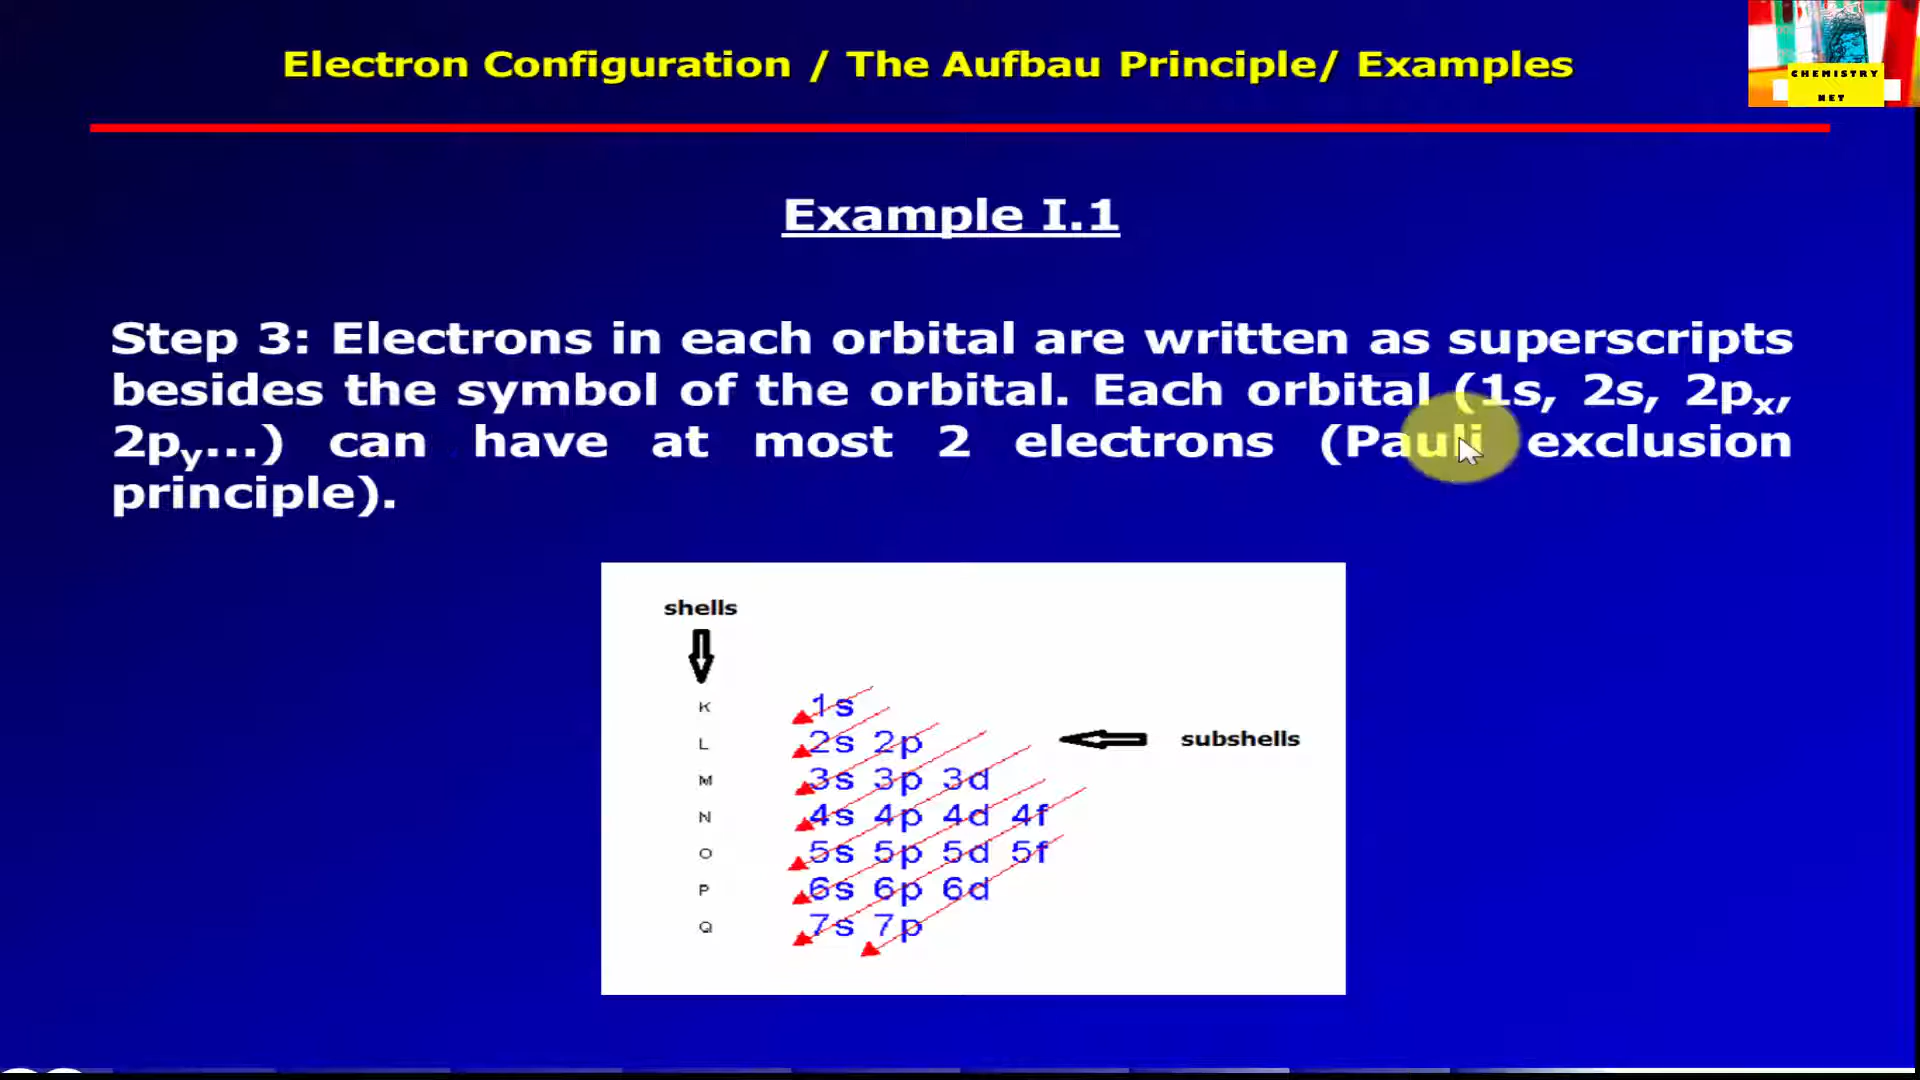 Electron Configuration / The Aufbau Principle/ Examples
CHEMISTRY
NET
Example I.1
Step 3: Electrons in each orbital are written as superscripts
besides the symbol of the orbital. Each orbital (1s, 2s, 2pₓ,
2pᵧ...) can have at most 2 electrons (Pauli exclusion
principle).
shells
K 1s
L 2s 2p
subshells
M 3s 3p 3d
N 4s 4p 4d 4f
O 5s 5p 5d 5f
P 6s 6p 6d
Q 7s 7p